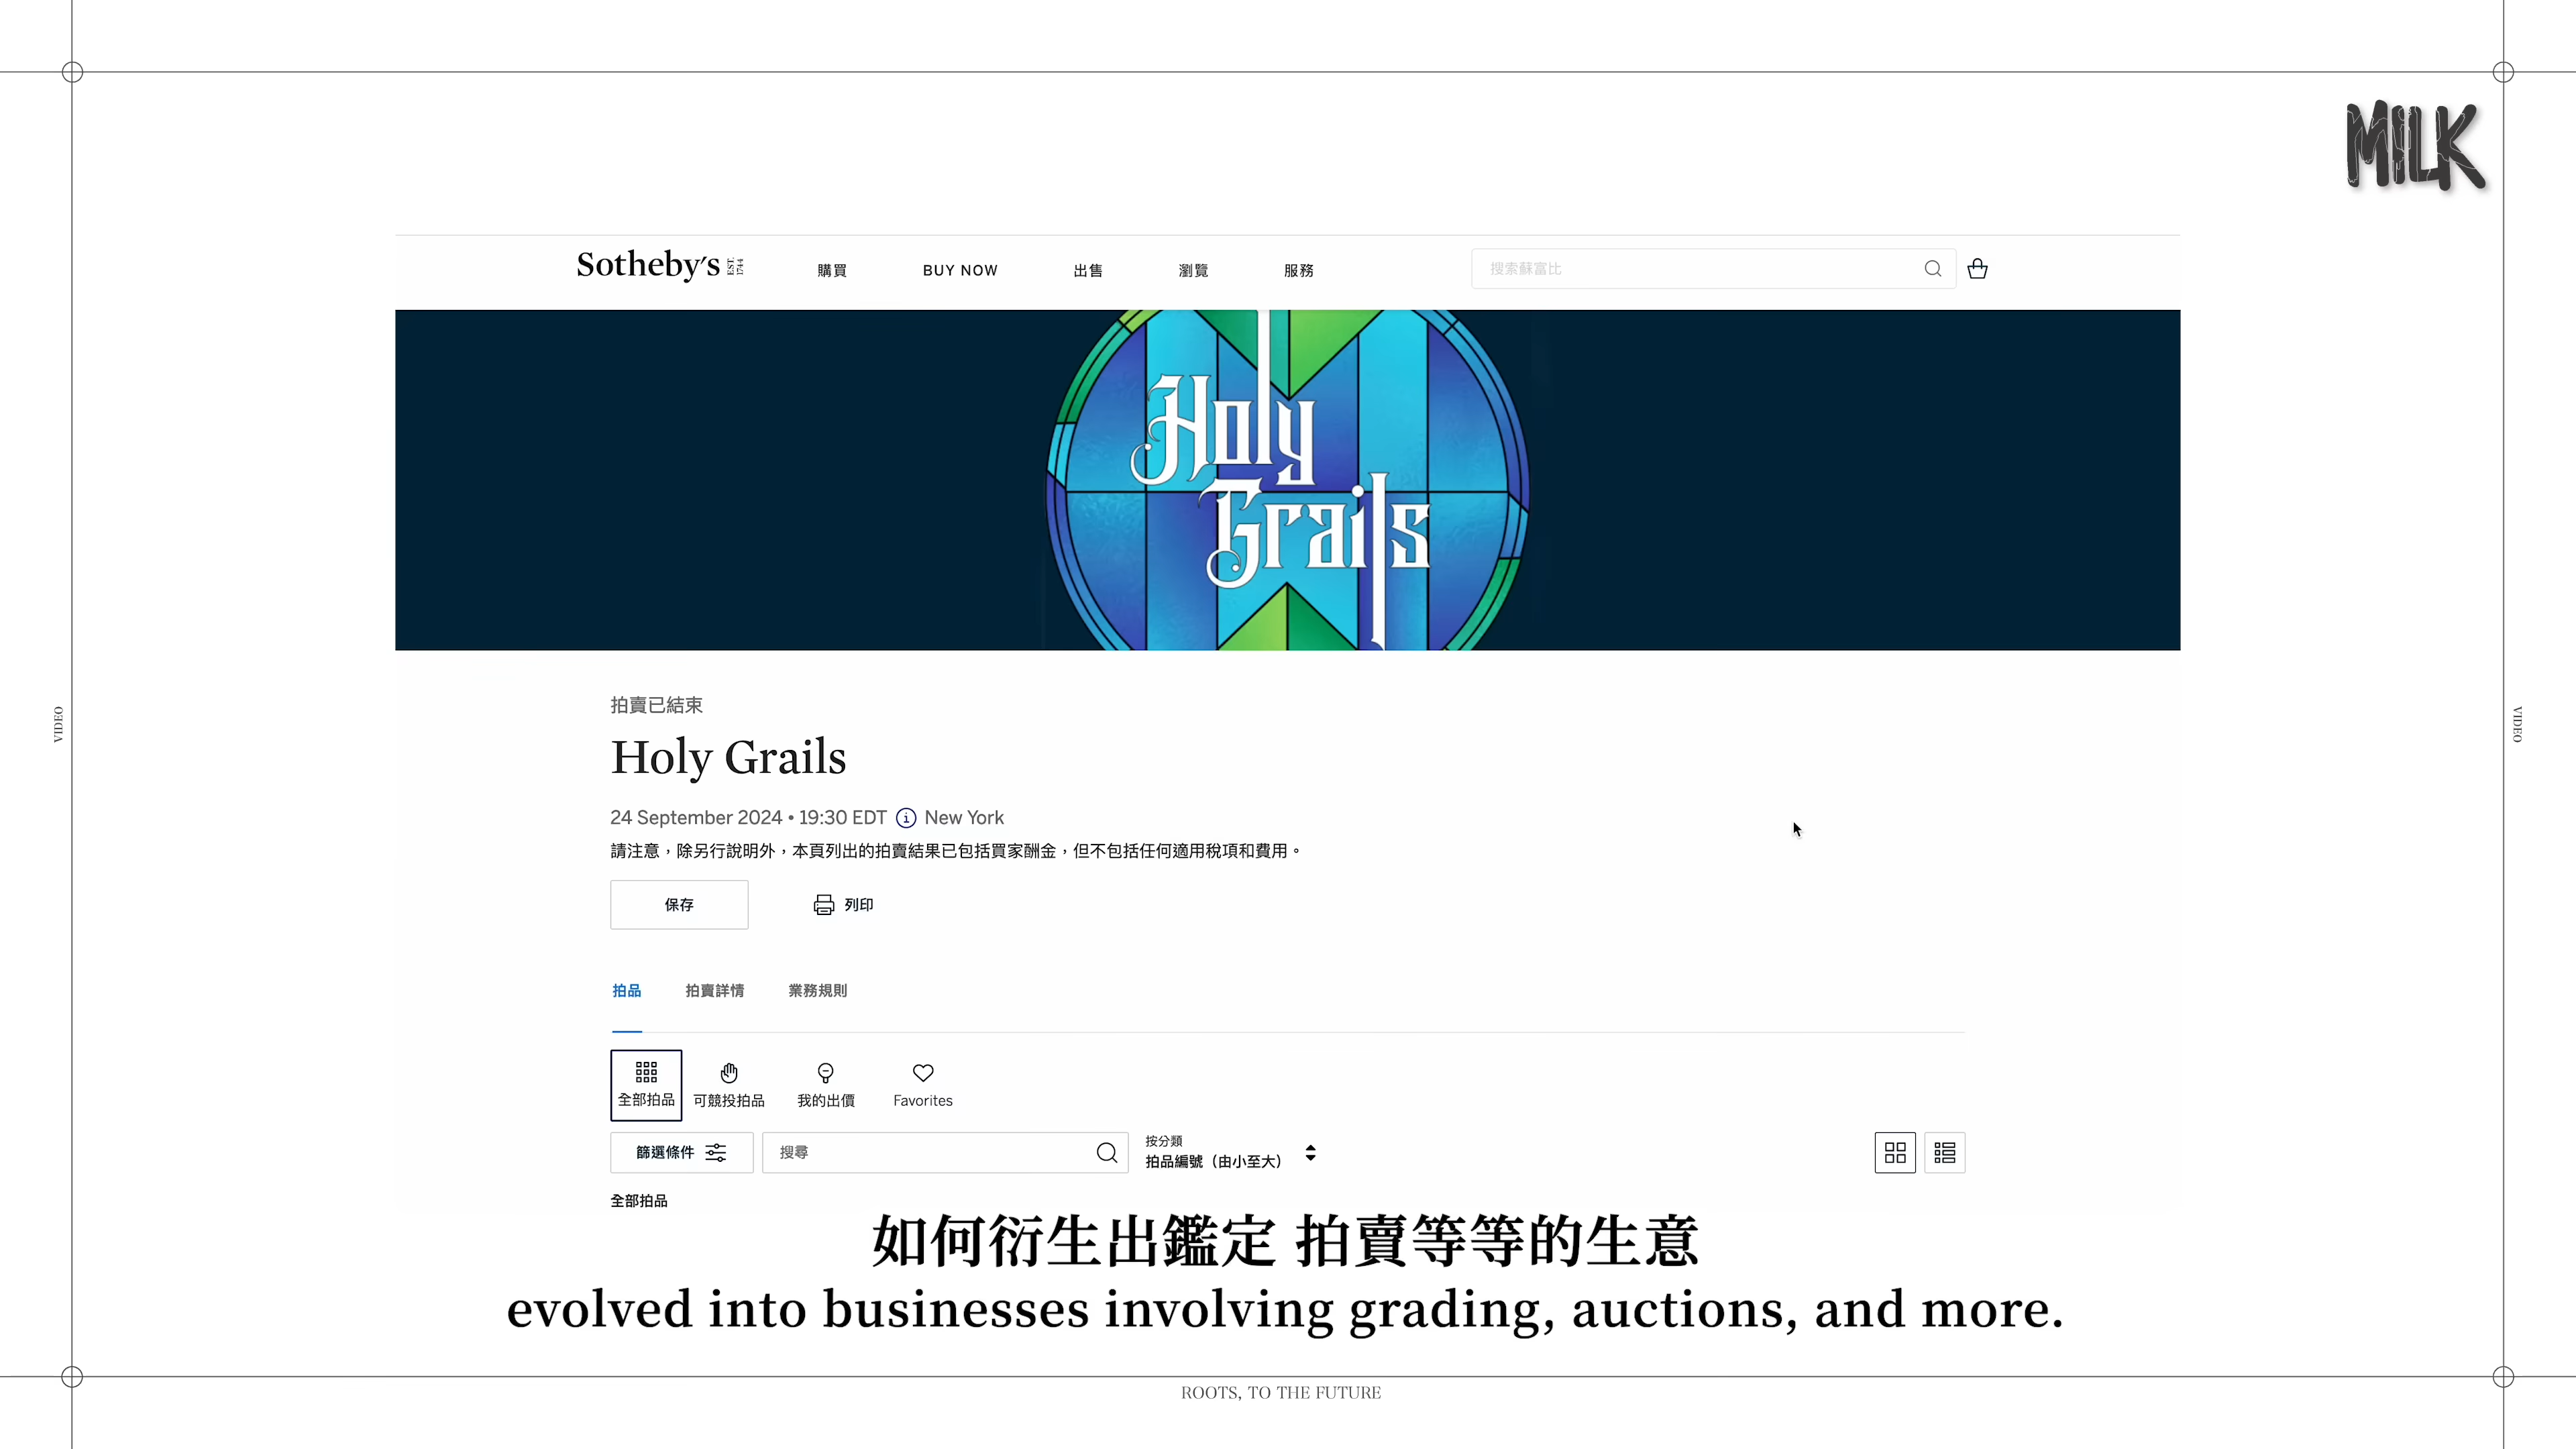 MILK
Sotheby's EST. 1744
購買 BUY NOW 出售 瀏覽 服務
搜索蘇富比
Holy
Grails
拍賣已結束
Holy Grails
24 September 2024 • 19:30 EDT i New York
請注意，除另行說明外，本頁列出的拍賣結果已包括買家酬金，但不包括任何適用稅項和費用。
保存 列印
拍品 拍賣詳情 業務規則
全部拍品 可競投拍品 我的出價 Favorites
篩選條件 搜尋
按分類
拍品編號（由小至大）
全部拍品
如何衍生出鑑定 拍賣等等的生意
evolved into businesses involving grading, auctions, and more.
VIDEO
VIDEO
ROOTS, TO THE FUTURE